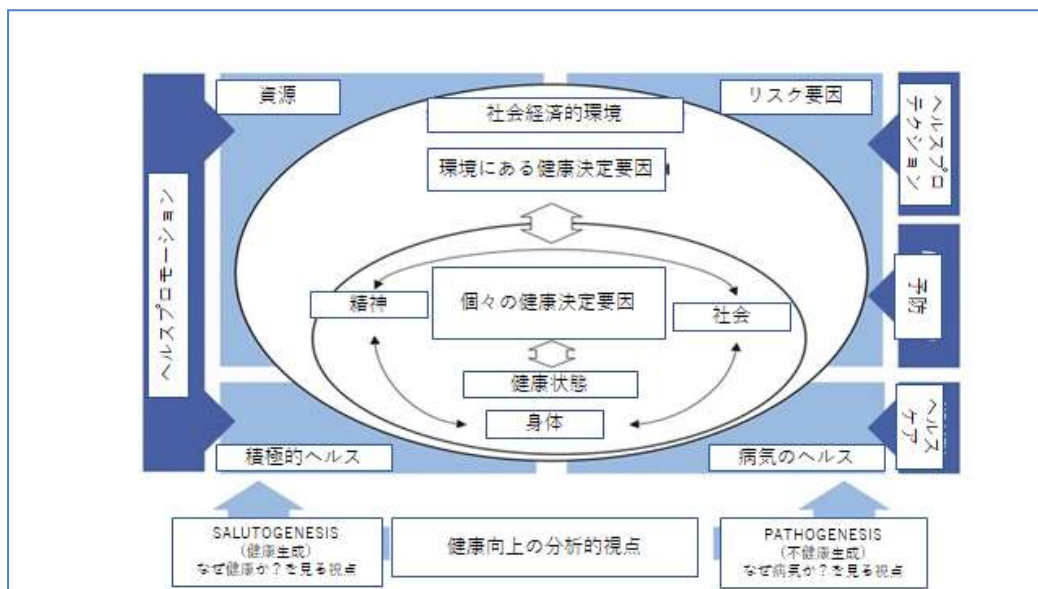 資源
リスク要因
社会経済的環境
環境にある健康決定要因
ヘルスプロモーション
ヘルスプロ
テクション
精神
個々の健康決定要因
社会
予防
健康状態
身体
ヘルス
ケア
積極的ヘルス
病気のヘルス
SALUTOGENESIS
（健康生成）
なぜ健康か？を見る視点
健康向上の分析的視点
PATHOGENESIS
（不健康生成）
なぜ病気か？を見る視点